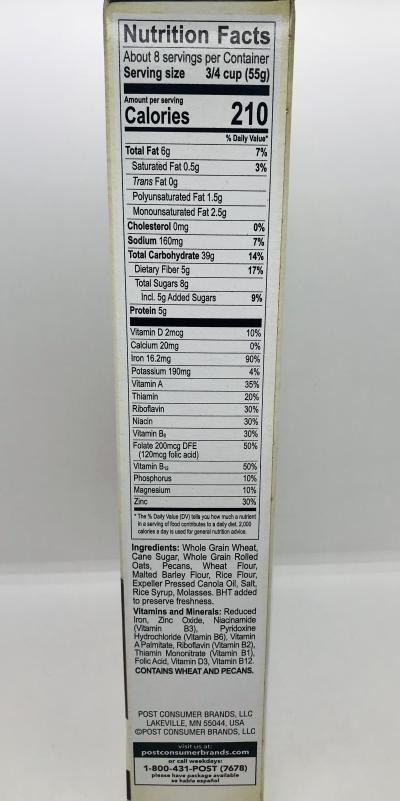 Nutrition Facts
About 8 servings per Container
Serving size 3/4 cup (55g)
Amount per serving
Calories 210
% Daily Value*
Total Fat 6g 7%
Saturated Fat 0.5g 3%
Trans Fat 0g
Polyunsaturated Fat 1.5g
Monounsaturated Fat 2.5g
Cholesterol 0mg 0%
Sodium 160mg 7%
Total Carbohydrate 39g 14%
Dietary Fiber 5g 17%
Total Sugars 8g
Incl. 5g Added Sugars 9%
Protein 5g
Vitamin D 2mcg 10%
Calcium 20mg 0%
Iron 16.2mg 90%
Potassium 190mg 4%
Vitamin A 35%
Thiamin 20%
Riboflavin 30%
Niacin 30%
Vitamin B₆ 30%
Folate 200mcg DFE 50%
(120mcg folic acid)
Vitamin B₁₂ 50%
Phosphorus 10%
Magnesium 10%
Zinc 30%
* The % Daily Value (DV) tells you how much a nutrient
in a serving of food contributes to a daily diet. 2,000
calories a day is used for general nutrition advice.
Ingredients: Whole Grain Wheat,
Cane Sugar, Whole Grain Rolled
Oats, Pecans, Wheat Flour,
Malted Barley Flour, Rice Flour,
Expeller Pressed Canola Oil, Salt,
Rice Syrup, Molasses. BHT added
to preserve freshness.
Vitamins and Minerals: Reduced
Iron, Zinc Oxide, Niacinamide
(Vitamin B3), Pyridoxine
Hydrochloride (Vitamin B6), Vitamin
A Palmitate, Riboflavin (Vitamin B2),
Thiamin Mononitrate (Vitamin B1),
Folic Acid, Vitamin D3, Vitamin B12.
CONTAINS WHEAT AND PECANS.
POST CONSUMER BRANDS, LLC
LAKEVILLE, MN 55044, USA
©POST CONSUMER BRANDS, LLC
visit us at:
postconsumerbrands.com
or call weekdays:
1-800-431-POST (7678)
please have package available
se habla español